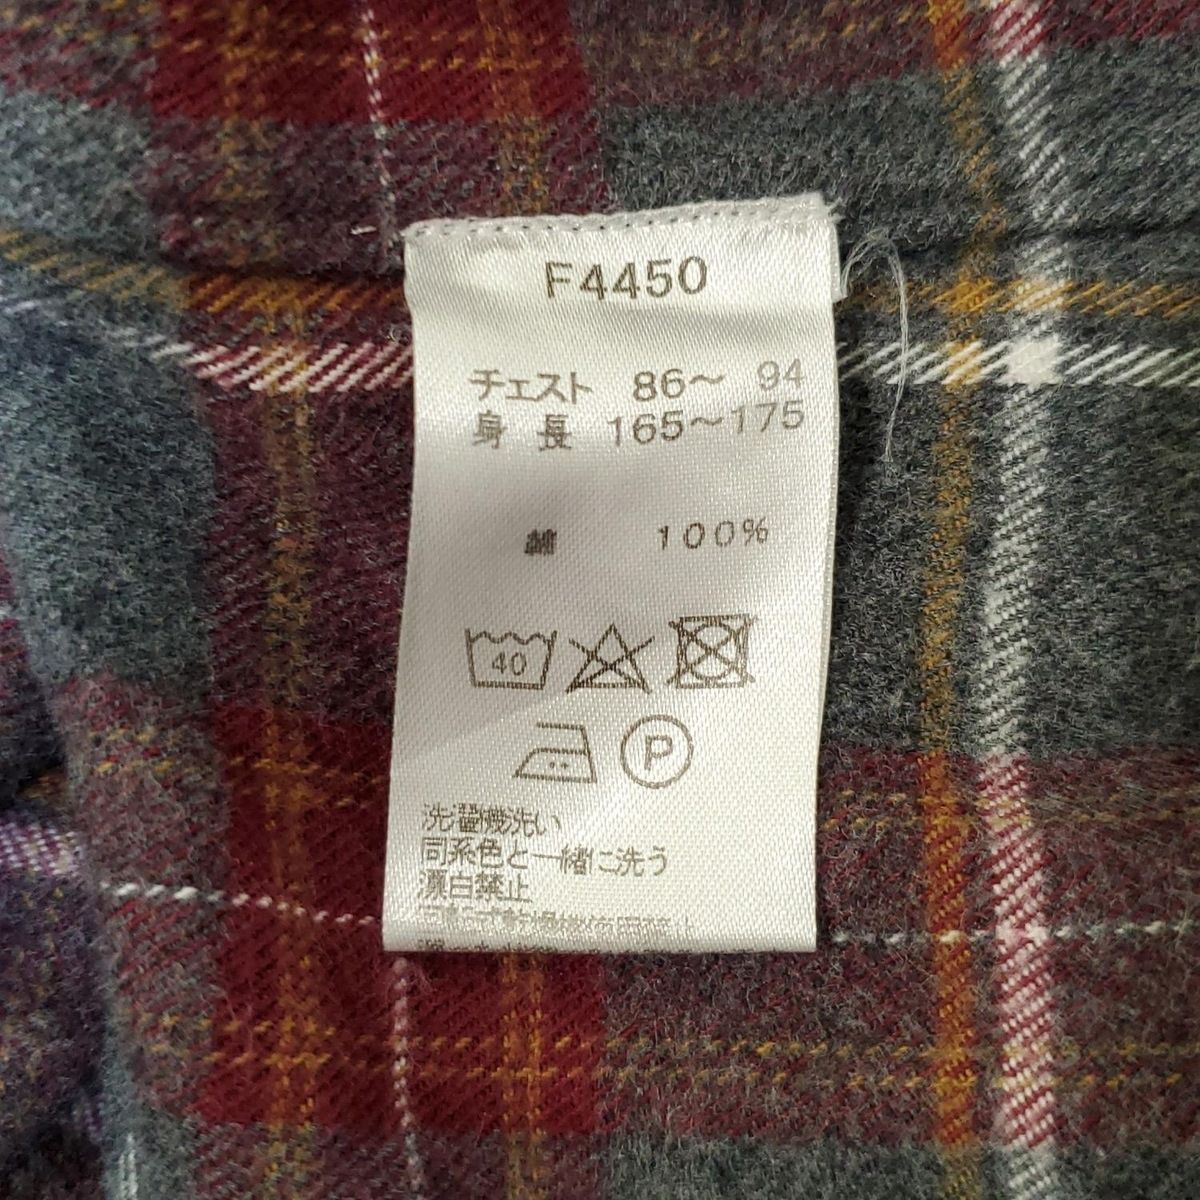 F4450
チェスト 86～ 94
身 長 165～175
綿 100%
40
P
洗濯機洗い
同系色と一緒に洗う
漂白禁止